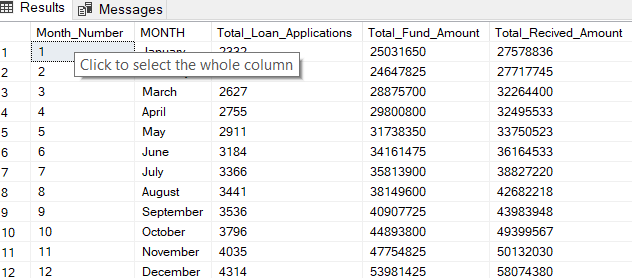 Results Messages
Month_Number MONTH Total_Loan_Applications Total_Fund_Amount Total_Recived_Amount
1 1 January 2332 25031650 27578836
Click to select the whole column
2 2 24647825 27717745
3 3 March 2627 28875700 32264400
4 4 April 2755 29800800 32495533
5 5 May 2911 31738350 33750523
6 6 June 3184 34161475 36164533
7 7 July 3366 35813900 38827220
8 8 August 3441 38149600 42682218
9 9 September 3536 40907725 43983948
10 10 October 3796 44893800 49399567
11 11 November 4035 47754825 50132030
12 12 December 4314 53981425 58074380